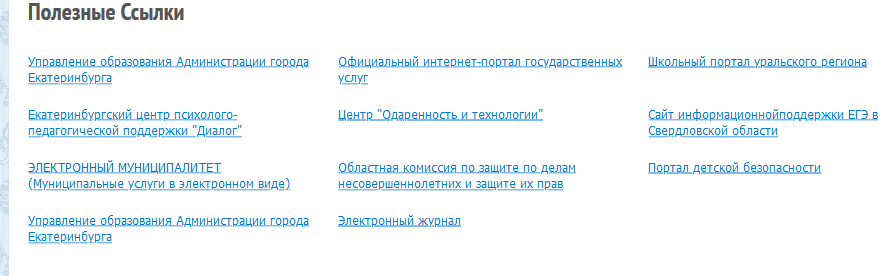 Полезные Ссылки
Управление образования Администрации города
Екатеринбурга
Официальный интернет-портал государственных
услуг
Школьный портал уральского региона
Екатеринбургский центр психолого-
педагогической поддержки "Диалог"
Центр "Одаренность и технологии"
Сайт информационнойподдержки ЕГЭ в
Свердловской области
ЭЛЕКТРОННЫЙ МУНИЦИПАЛИТЕТ
(Муниципальные услуги в электронном виде)
Областная комиссия по защите по делам
несовершеннолетних и защите их прав
Портал детской безопасности
Управление образования Администрации города
Екатеринбурга
Электронный журнал